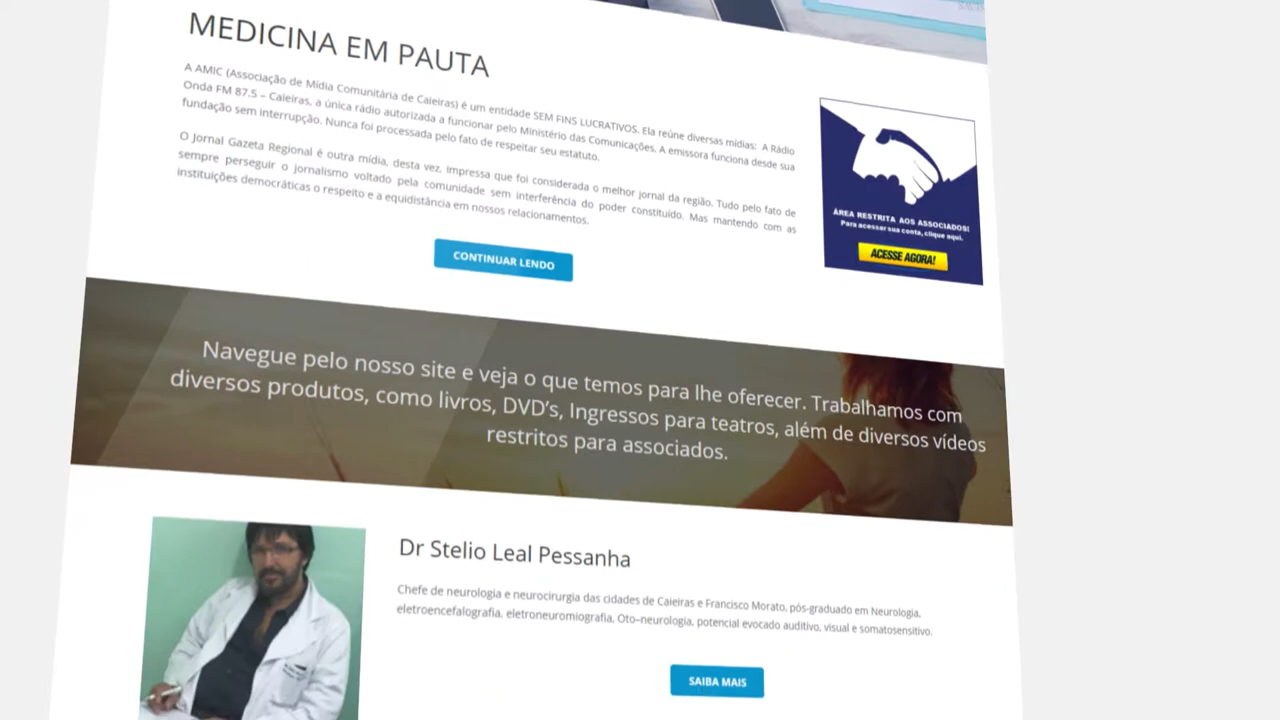 MEDICINA EM PAUTA
A AMIC (Associação de Mídia Comunitária de Caieiras) é um entidade SEM FINS LUCRATIVOS. Ela reúne diversas mídias: A Rádio
Onda FM 87.5 – Caieiras, a única rádio autorizada a funcionar pelo Ministério das Comunicações. A emissora funciona desde sua
fundação sem interrupção. Nunca foi processada pelo fato de respeitar seu estatuto.
O Jornal Gazeta Regional é outra mídia, desta vez, impressa que foi considerada o melhor jornal da região. Tudo pelo fato de
sempre perseguir o jornalismo voltado pela comunidade sem interferência do poder constituído. Mas mantendo com as
instituições democráticas o respeito e a equidistância em nossos relacionamentos.
CONTINUAR LENDO
ÁREA RESTRITA AOS ASSOCIADOS!
Para acessar sua conta, clique aqui.
ACESSE AGORA!
Navegue pelo nosso site e veja o que temos para lhe oferecer. Trabalhamos com
diversos produtos, como livros, DVD's, Ingressos para teatros, além de diversos vídeos
restritos para associados.
Dr Stelio Leal Pessanha
Chefe de neurologia e neurocirurgia das cidades de Caieiras e Francisco Morato, pós-graduado em Neurologia,
eletroencefalografia, eletroneuromiografia, Oto–neurologia, potencial evocado auditivo, visual e somatosensitivo.
SAIBA MAIS